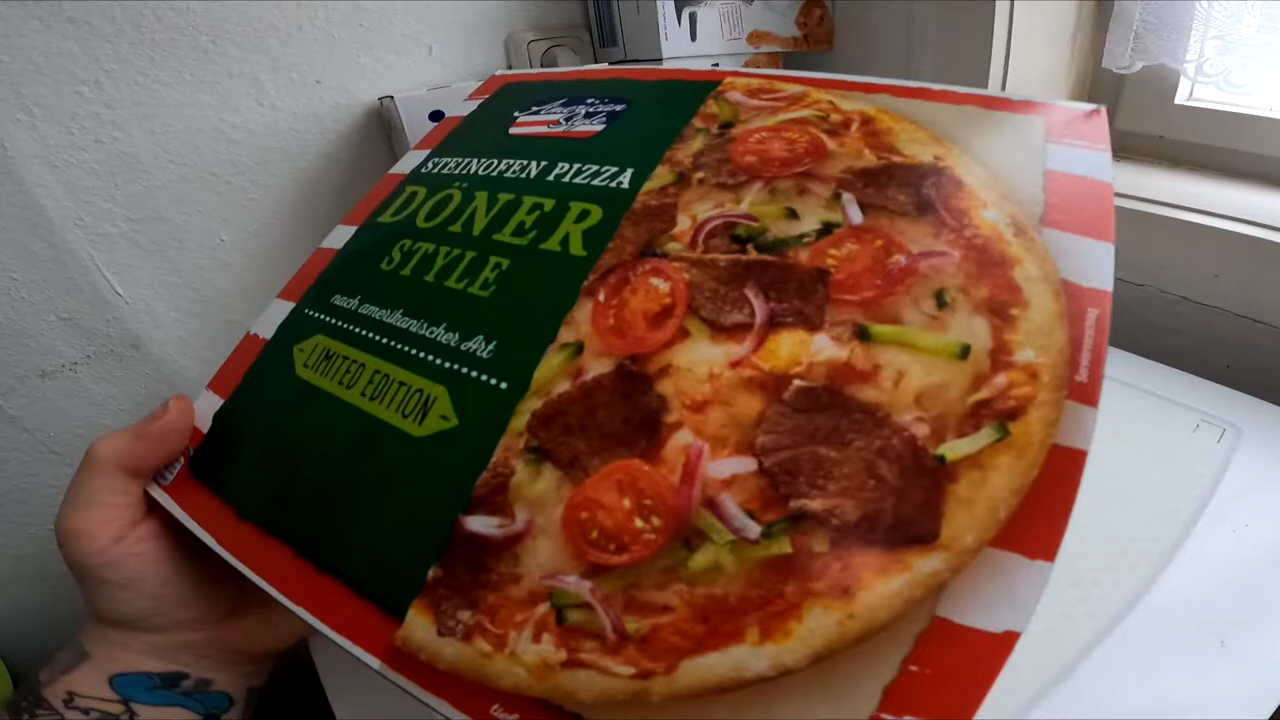 American
Style
STEINOFEN PIZZA
DÖNER
STYLE
nach amerikanischer Art
LIMITED EDITION